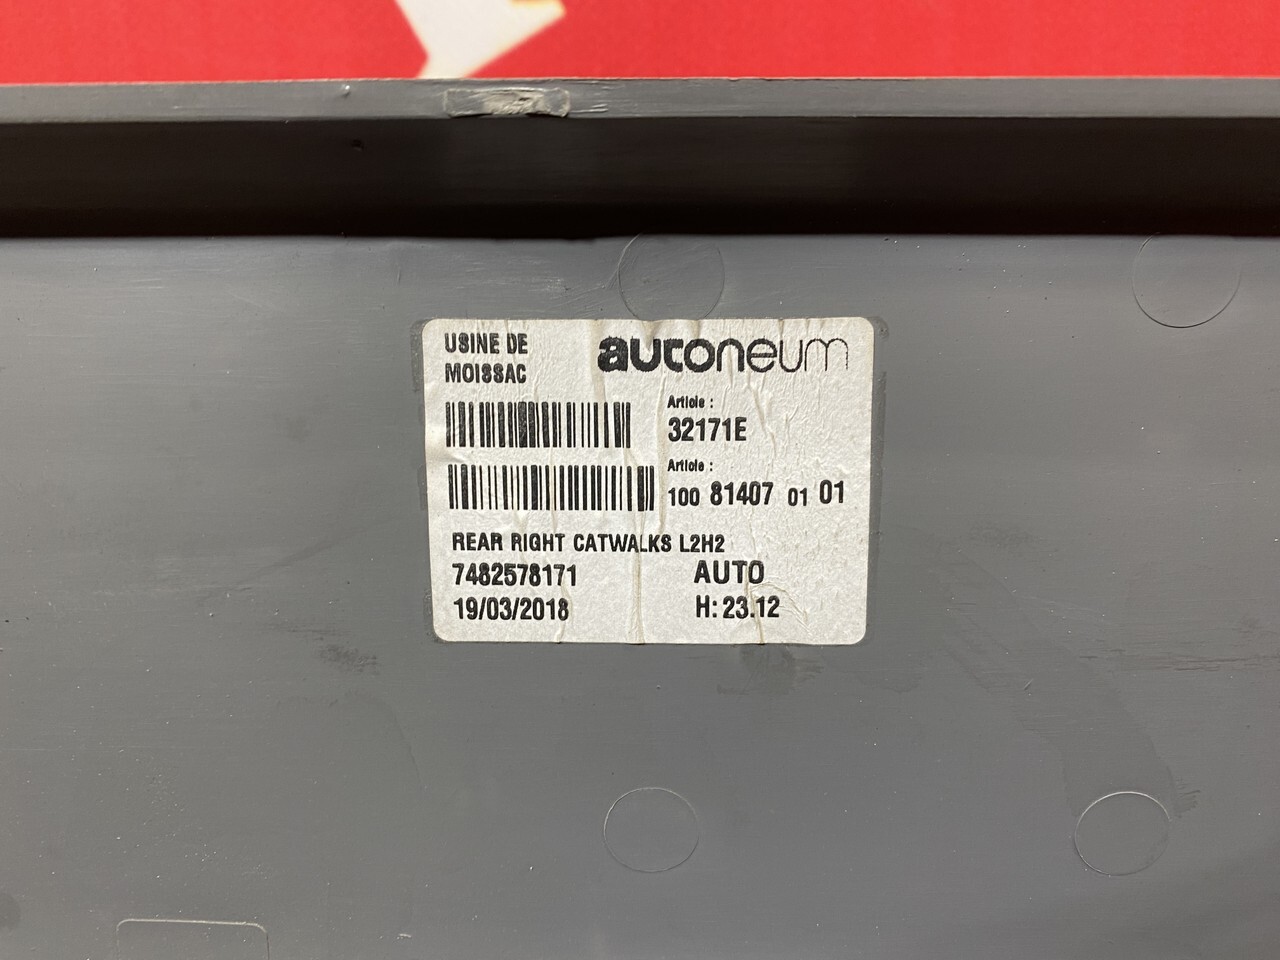 USINE DE
MOISSAC
autoneum
Article :
32171E
Article :
100 81407 01 01
REAR RIGHT CATWALKS L2H2
7482578171 AUTO
19/03/2018 H: 23.12